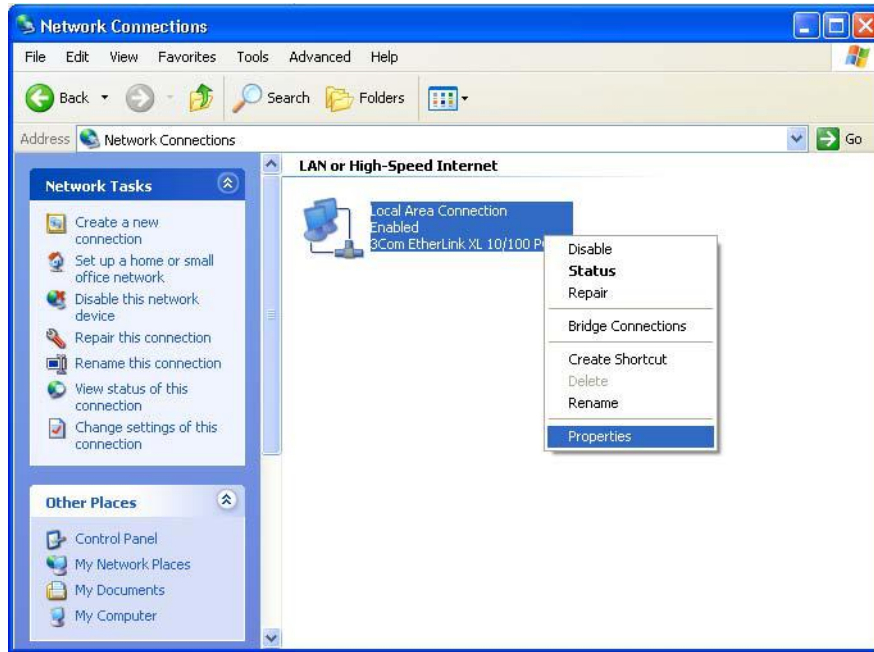 Network Connections
File Edit View Favorites Tools Advanced Help
Back Search Folders
Address Network Connections Go
Network Tasks
Create a new
connection
Set up a home or small
office network
Disable this network
device
Repair this connection
Rename this connection
View status of this
connection
Change settings of this
connection
Other Places
Control Panel
My Network Places
My Documents
My Computer
LAN or High-Speed Internet
Local Area Connection
Enabled
3Com EtherLink XL 10/100
Disable
Status
Repair
Bridge Connections
Create Shortcut
Delete
Rename
Properties